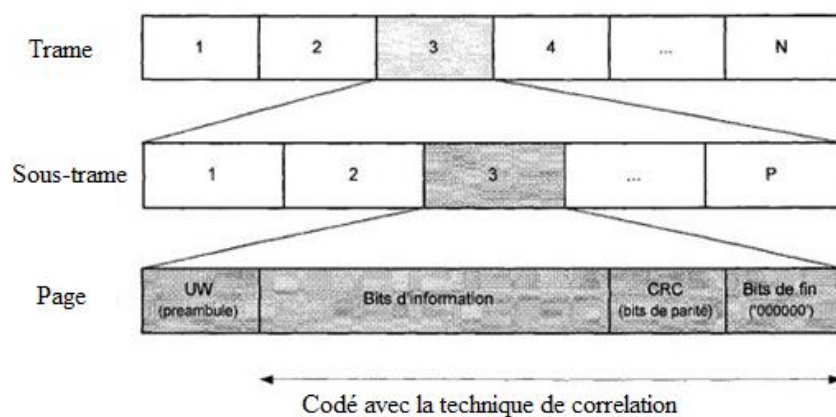 Trame 1 2 3 4 ... N
Sous-trame 1 2 3 ... P
Page
UW
(preambule)
Bits d'information
CRC
(bits de parité)
Bits de fin
('000000')
Codé avec la technique de correlation